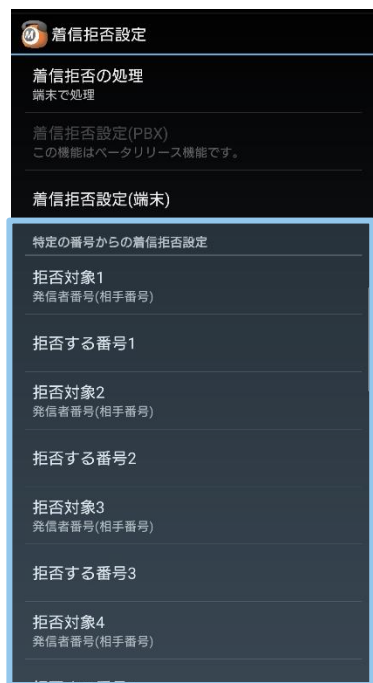 着信拒否設定
着信拒否の処理
端末で処理
着信拒否設定(PBX)
この機能はベータリリース機能です。
着信拒否設定(端末)
特定の番号からの着信拒否設定
拒否対象1
発信者番号(相手番号)
拒否する番号1
拒否対象2
発信者番号(相手番号)
拒否する番号2
拒否対象3
発信者番号(相手番号)
拒否する番号3
拒否対象4
発信者番号(相手番号)